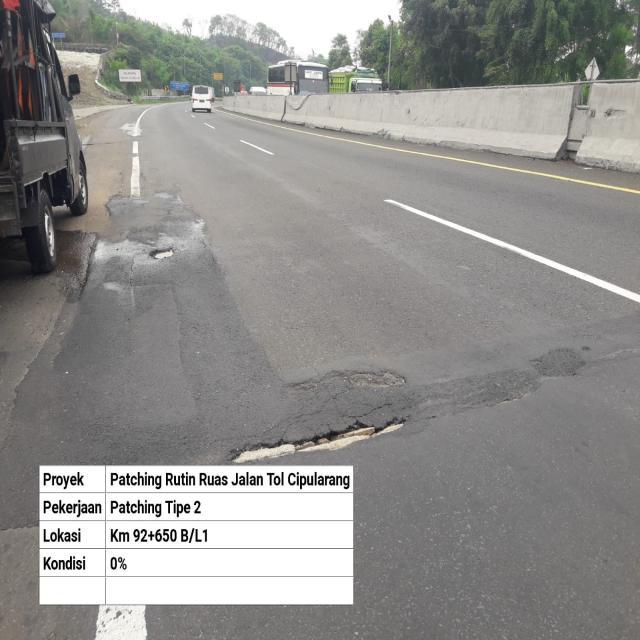 Proyek Patching Rutin Ruas Jalan Tol Cipularang
Pekerjaan Patching Tipe 2
Lokasi Km 92+650 B/L1
Kondisi 0%